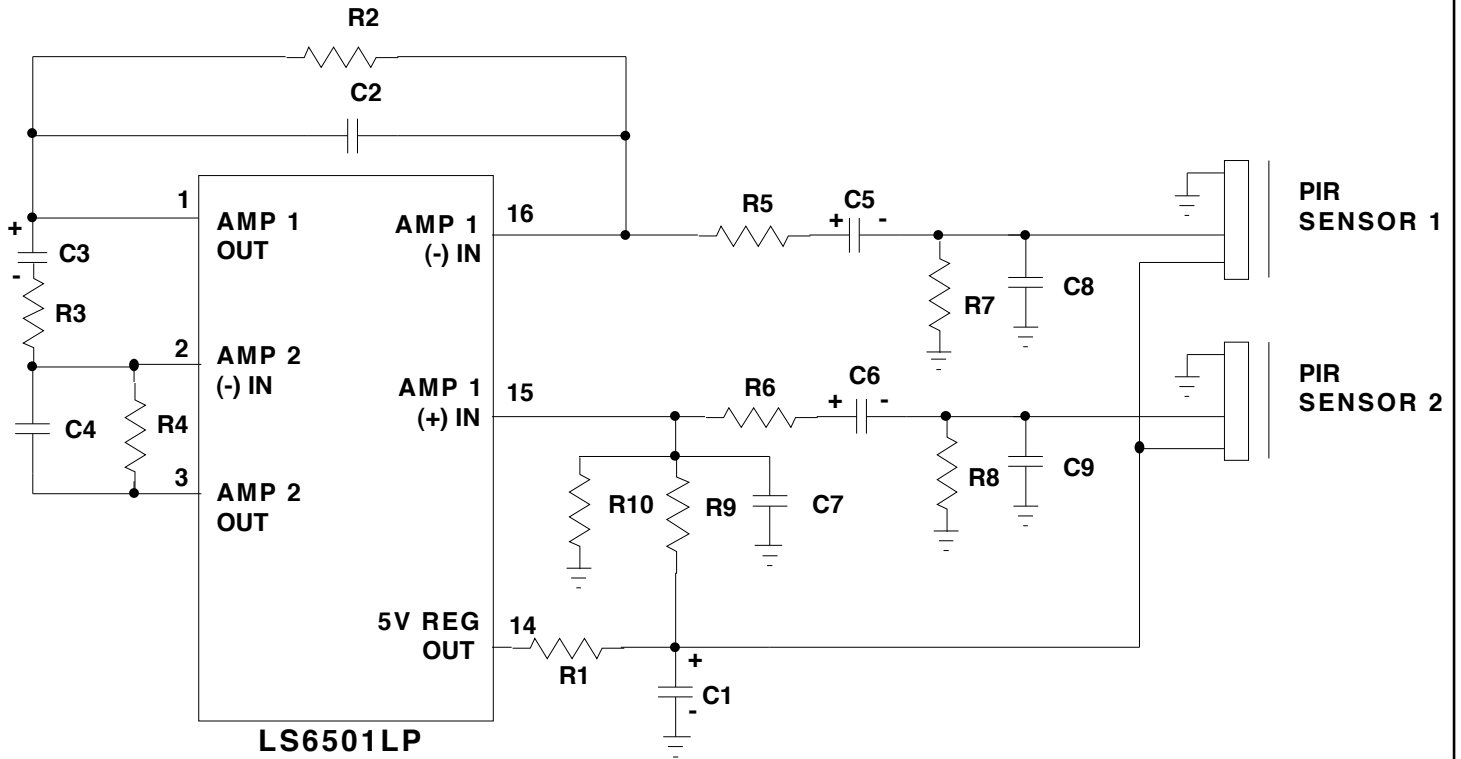 R2
C2
1
AMP 1
OUT
AMP 1
(-) IN
16
R5
C5
+
-
PIR
SENSOR 1
+
C3
-
R3
R7
C8
2
AMP 2
(-) IN
AMP 1
(+) IN
15
R6
C6
+
-
PIR
SENSOR 2
C4
R4
3
AMP 2
OUT
R10
R9
C7
R8
C9
5V REG
OUT
14
R1
+
C1
-
LS6501LP